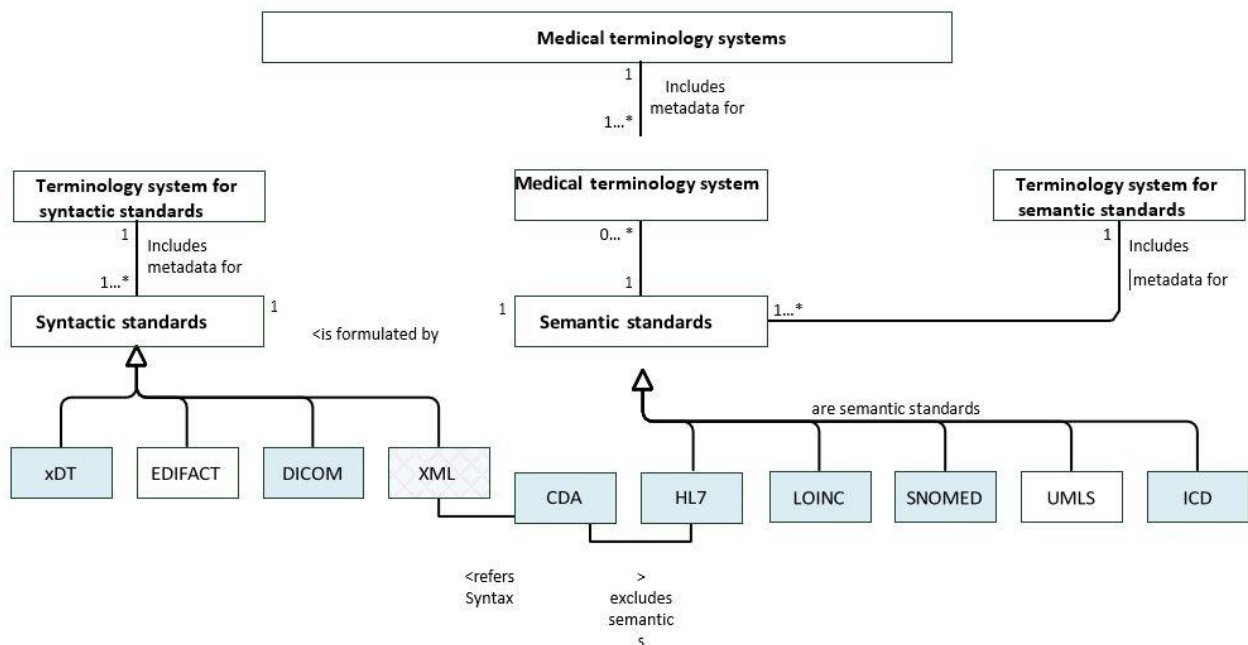 Medical terminology systems
1
Includes
metadata for
1...*
Terminology system for
syntactic standards
Medical terminology system
Terminology system for
semantic standards
1
Includes
metadata for
1...*
0... *
1
1
Includes
metadata for
Syntactic standards
1
<is formulated by
1
Semantic standards
1...*
are semantic standards
xDT
EDIFACT
DICOM
XML
CDA
HL7
LOINC
SNOMED
UMLS
ICD
<refers
Syntax
>
excludes
semantic
s